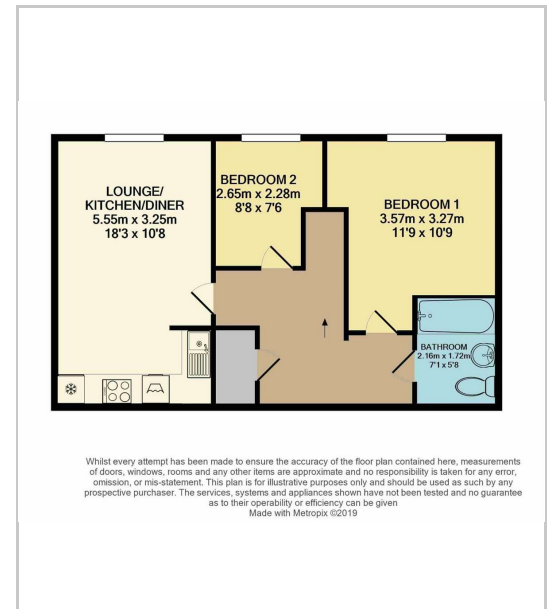 LOUNGE/
KITCHEN/DINER
5.55m x 3.25m
18'3 x 10'8
BEDROOM 2
2.65m x 2.28m
8'8 x 7'6
BEDROOM 1
3.57m x 3.27m
11'9 x 10'9
BATHROOM
2.16m x 1.72m
7'1 x 5'8
Whilst every attempt has been made to ensure the accuracy of the floor plan contained here, measurements
of doors, windows, rooms and any other items are approximate and no responsibility is taken for any error,
omission, or mis-statement. This plan is for illustrative purposes only and should be used as such by any
prospective purchaser. The services, systems and appliances shown have not been tested and no guarantee
as to their operability or efficiency can be given
Made with Metropix ©2019